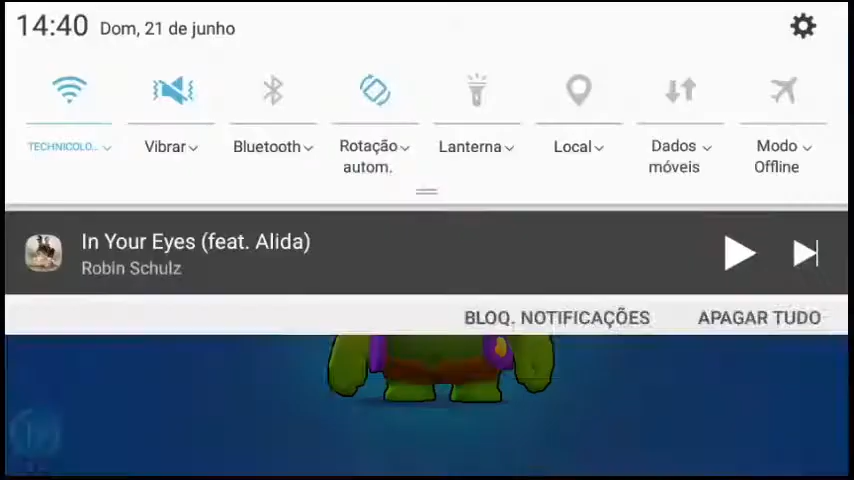 14:40 Dom, 21 de junho
TECHNICOLO... Vibrar Bluetooth Rotação autom. Lanterna Local Dados móveis Modo Offline
In Your Eyes (feat. Alida)
Robin Schulz
BLOQ. NOTIFICAÇÕES APAGAR TUDO